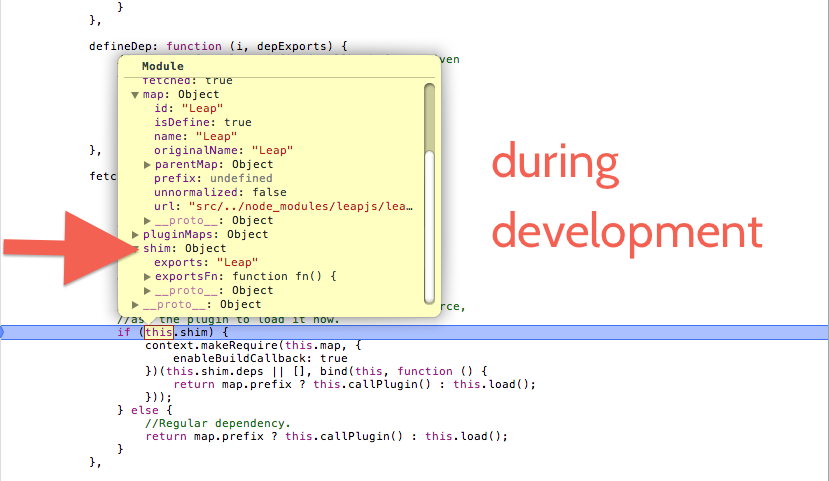 }
},
defineDep: function (i, depExports) {
ven
Module
fetched: true
▼map: Object
id: "Leap"
isDefine: true
name: "Leap"
originalName: "Leap"
▶parentMap: Object
prefix: undefined
unnormalized: false
url: "src/../node_modules/leapjs/lea…
▶__proto__: Object
▶pluginMaps: Object
▼shim: Object
exports: "Leap"
▶exportsFn: function fn() {
▶__proto__: Object
▶__proto__: Object
},
fetc
during
development
rce,
//ask the plugin to load it now.
if (this.shim) {
context.makeRequire(this.map, {
enableBuildCallback: true
})(this.shim.deps || [], bind(this, function () {
return map.prefix ? this.callPlugin() : this.load();
}));
} else {
//Regular dependency.
return map.prefix ? this.callPlugin() : this.load();
}
},